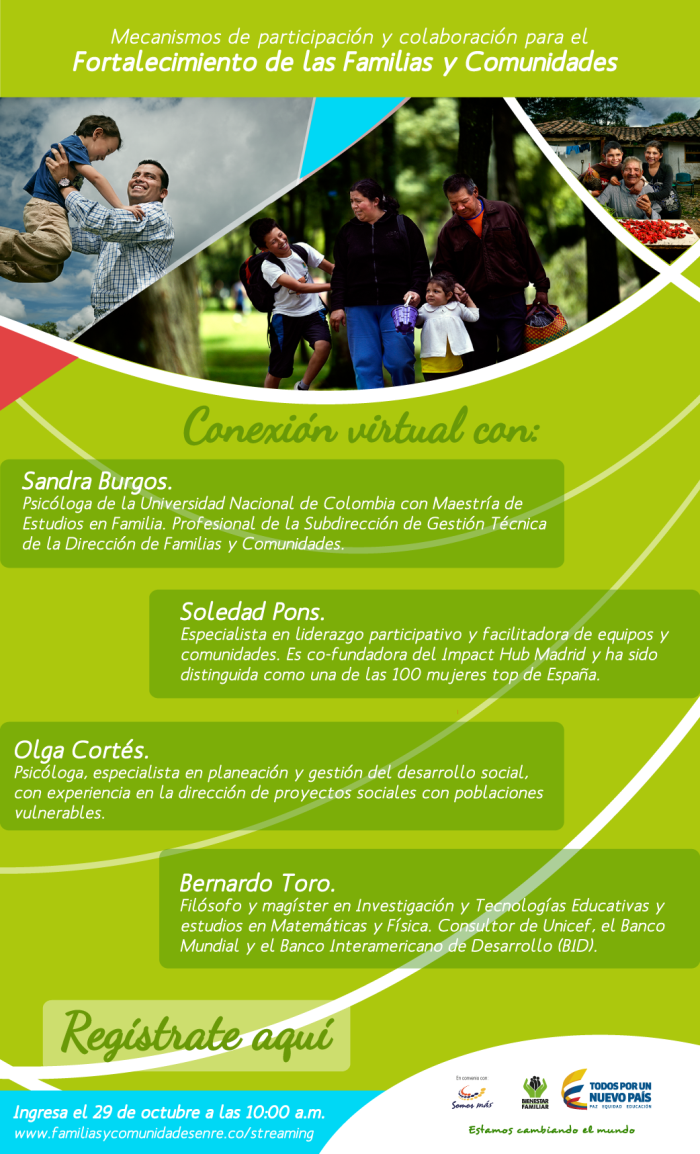 Mecanismos de participación y colaboración para el
Fortalecimiento de las Familias y Comunidades
Conexión virtual con:
Sandra Burgos.
Psicóloga de la Universidad Nacional de Colombia con Maestría de
Estudios en Familia. Profesional de la Subdirección de Gestión Técnica
de la Dirección de Familias y Comunidades.
Soledad Pons.
Especialista en liderazgo participativo y facilitadora de equipos y
comunidades. Es co-fundadora del Impact Hub Madrid y ha sido
distinguida como una de las 100 mujeres top de España.
Olga Cortés.
Psicóloga, especialista en planeación y gestión del desarrollo social,
con experiencia en la dirección de proyectos sociales con poblaciones
vulnerables.
Bernardo Toro.
Filósofo y magíster en Investigación y Tecnologías Educativas y
estudios en Matemáticas y Física. Consultor de Unicef, el Banco
Mundial y el Banco Interamericano de Desarrollo (BID).
Regístrate aquí
Ingresa el 29 de octubre a las 10:00 a.m.
www.familiasycomunidadesenre.co/streaming
En convenio con:
Somos más
BIENESTAR
FAMILIAR
TODOS POR UN
NUEVO PAÍS
PAZ EQUIDAD EDUCACIÓN
Estamos cambiando el mundo